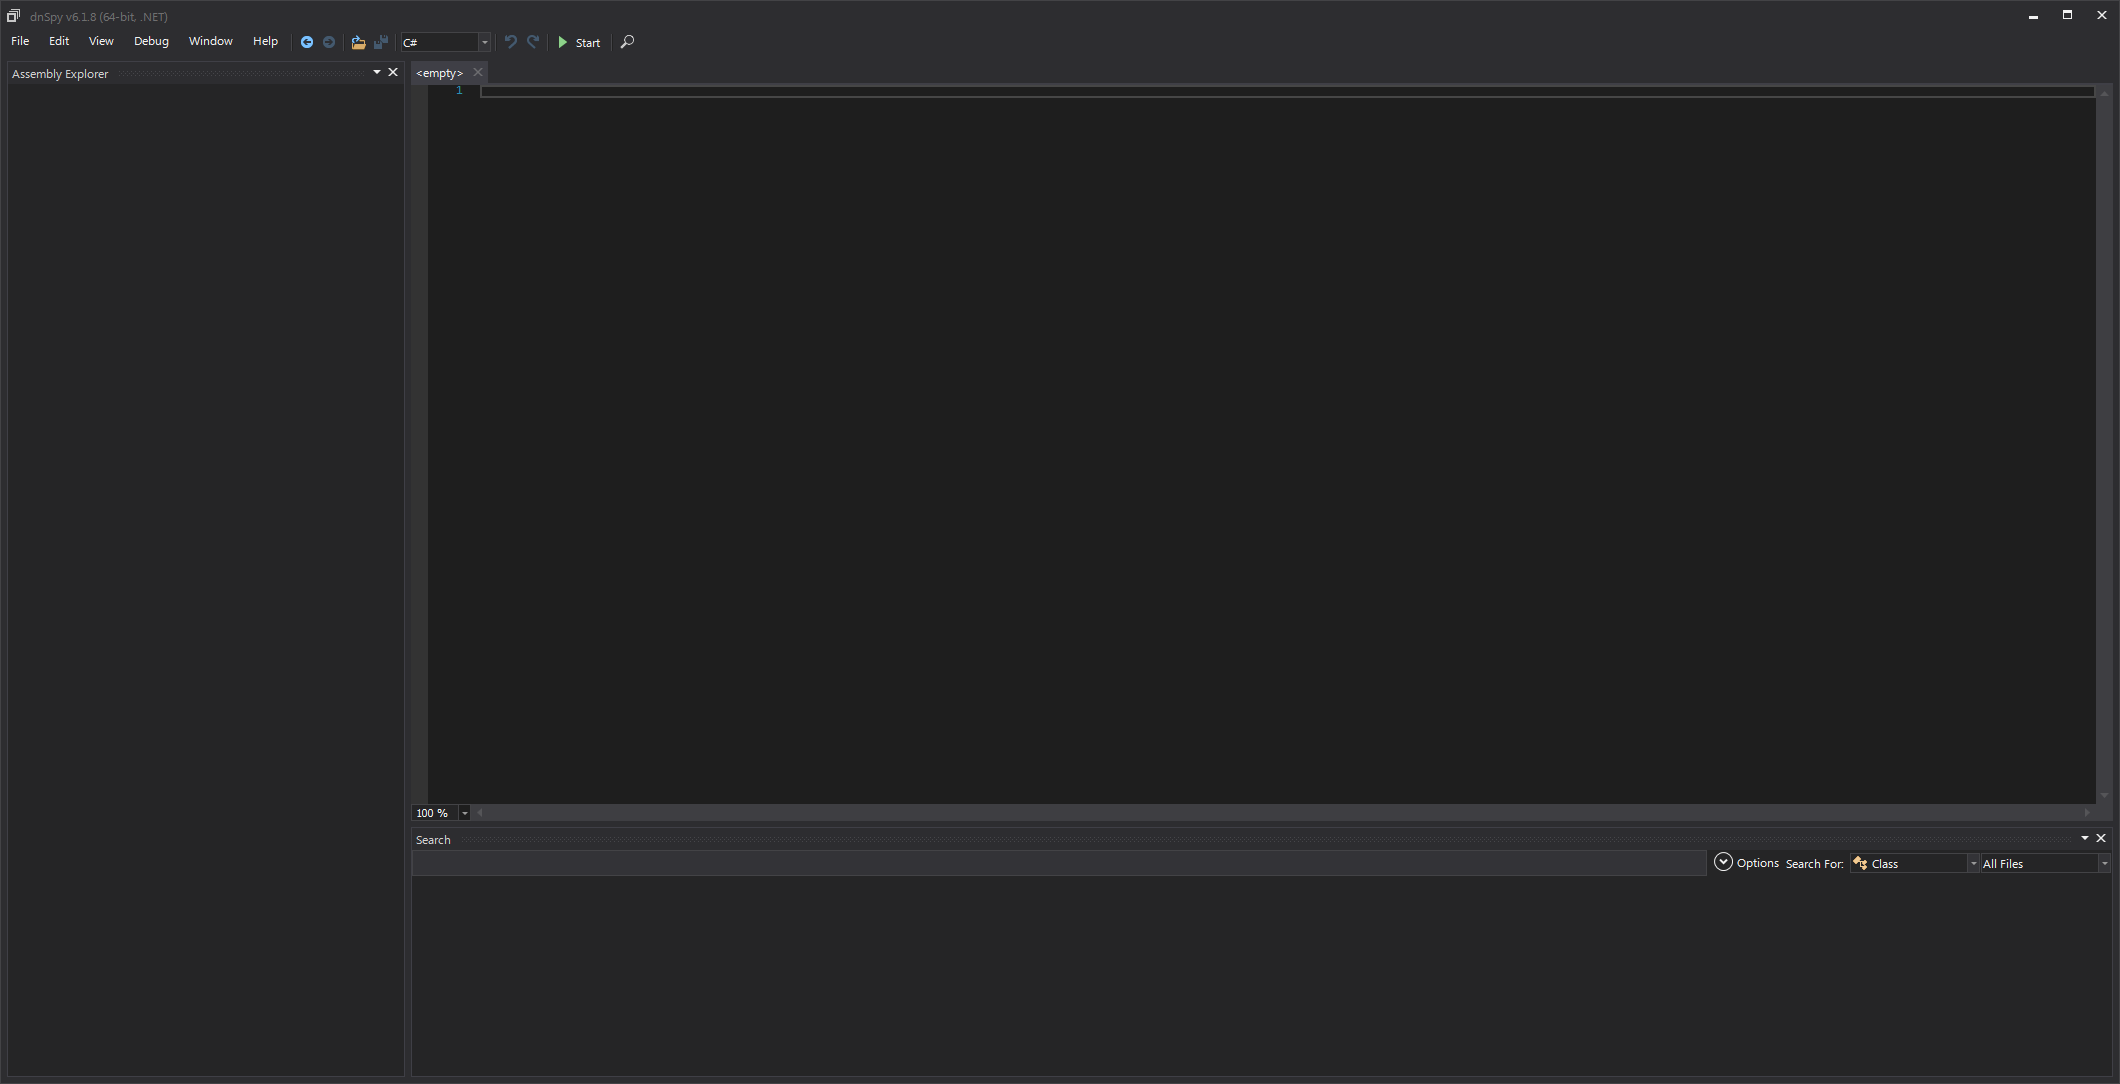 dnSpy v6.1.8 (64-bit, .NET)
File Edit View Debug Window Help C# Start
Assembly Explorer
<empty>
1
100 %
Search
Options Search For: Class All Files